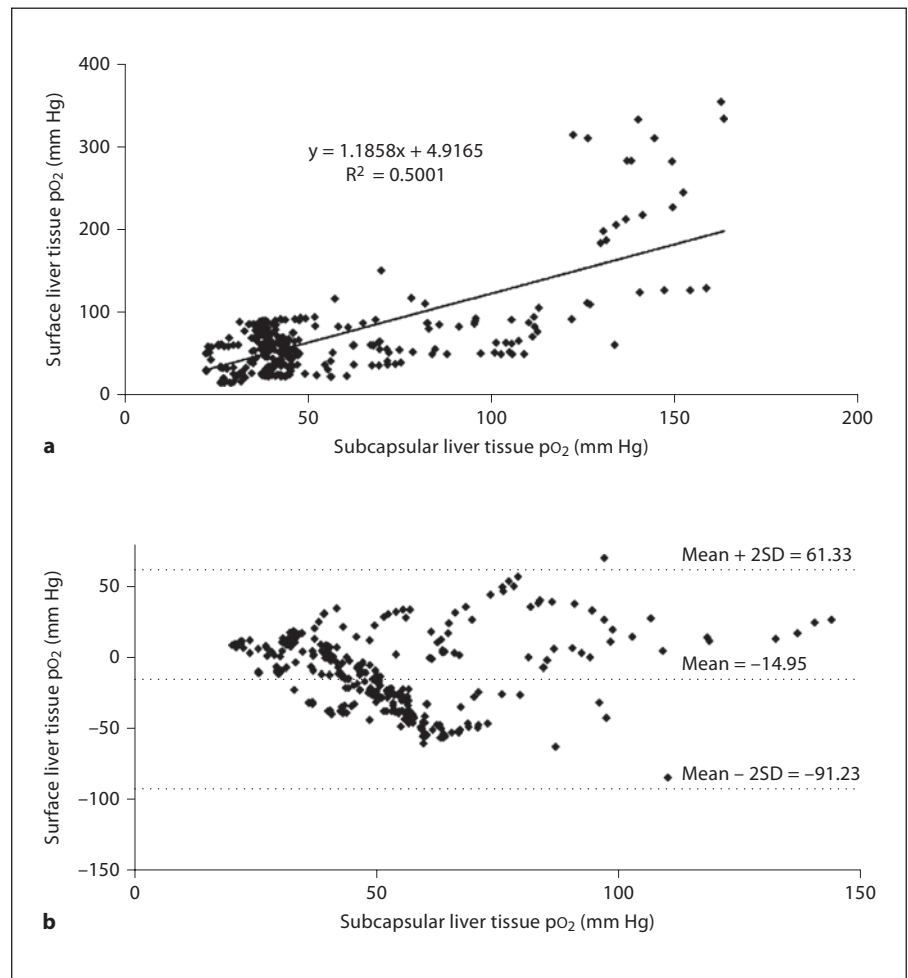 400
300
200
100
0
Surface liver tissue pO₂ (mm Hg)
y = 1.1858x + 4.9165
R² = 0.5001
0
50
100
150
200
a
Subcapsular liver tissue pO₂ (mm Hg)
50
0
–50
–100
–150
Surface liver tissue pO₂ (mm Hg)
Mean + 2SD = 61.33
Mean = –14.95
Mean – 2SD = –91.23
0
50
100
150
b
Subcapsular liver tissue pO₂ (mm Hg)